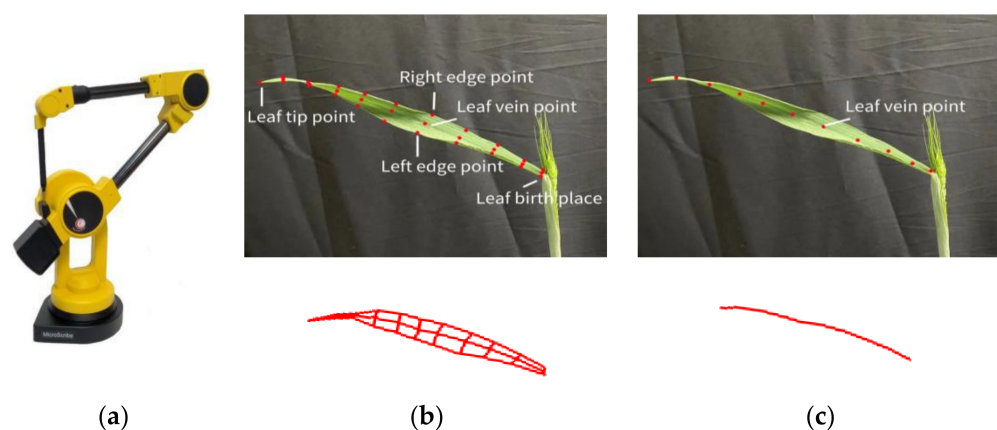 Right edge point
Leaf vein point
Leaf tip point
Left edge point
Leaf birth place
Leaf vein point
MicroScribe
(a)
(b)
(c)